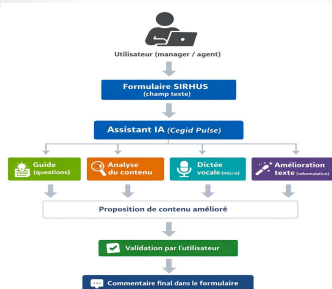 Utilisateur (manager / agent)
Formulaire SIRHUS
(champ texte)
Assistant IA (Cegid Pulse)
Guide
(questions)
Analyse
du contenu
Dictée
vocale (micro)
Amélioration
texte (reformulation)
Proposition de contenu amélioré
Validation par l'utilisateur
Commentaire final dans le formulaire